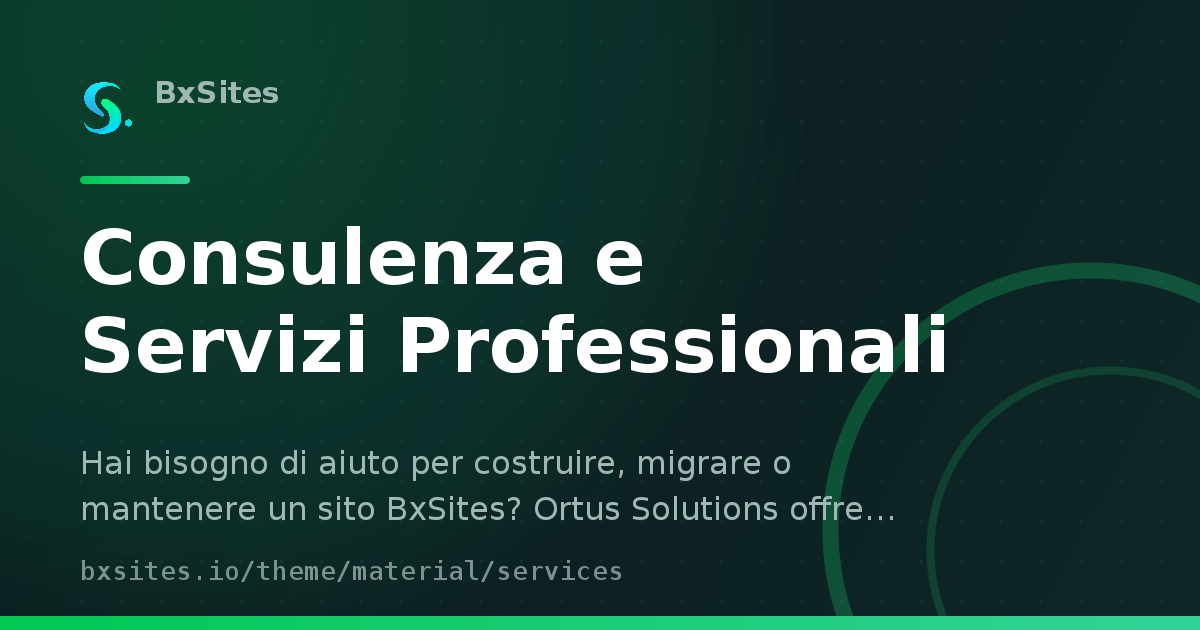 BxSites
Consulenza e
Servizi Professionali
Hai bisogno di aiuto per costruire, migrare o
mantenere un sito BxSites? Ortus Solutions offre…
bxsites.io/theme/material/services